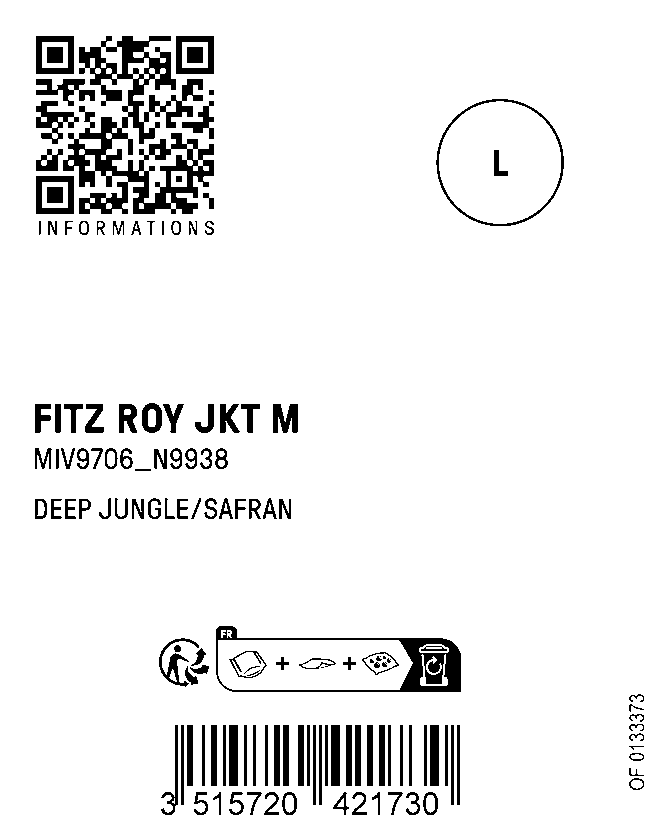 INFORMATIONS
L
FITZ ROY JKT M
MIV9706_N9938
DEEP JUNGLE/SAFRAN
FR
+ +
OF 0133373
3 515720 421730